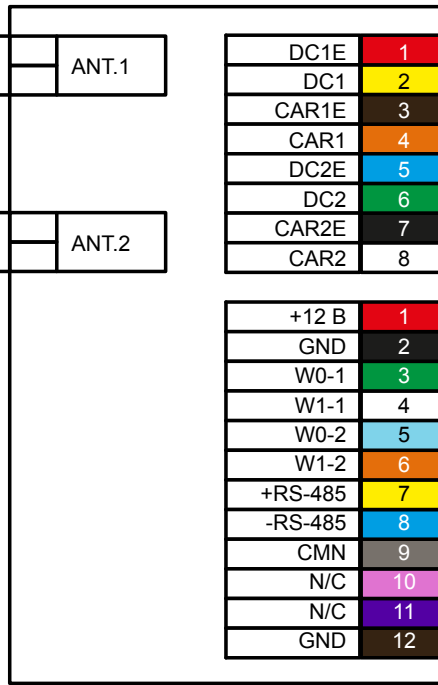 ANT.1
ANT.2
DC1E 1
DC1 2
CAR1E 3
CAR1 4
DC2E 5
DC2 6
CAR2E 7
CAR2 8
+12 В 1
GND 2
W0-1 3
W1-1 4
W0-2 5
W1-2 6
+RS-485 7
-RS-485 8
CMN 9
N/C 10
N/C 11
GND 12